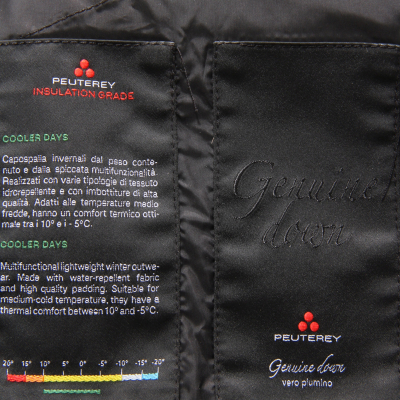 PEUTEREY
INSULATION GRADE
COOLER DAYS
Capospalla invernali dal peso conte-
nuto e dalla spiccata multifunzionalità.
Realizzati con varie tipologie di tessuto
idrorepellente e con imbottiture di alta
qualità. Adatti alle temperature medio
fredde, hanno un comfort termico otti-
male tra i 10º e i - 5ºC.
COOLER DAYS
Multifunctional lightweight winter outwe-
ar. Made with water-repellent fabric
and high quality padding. Suitable for
medium-cold temperature, they have a
thermal comfort between 10º and -5ºC.
20° 15° 10° 5° 0° -5° -10° -15° -20°
Genuine
down
PEUTEREY
Genuine down
vero piumino